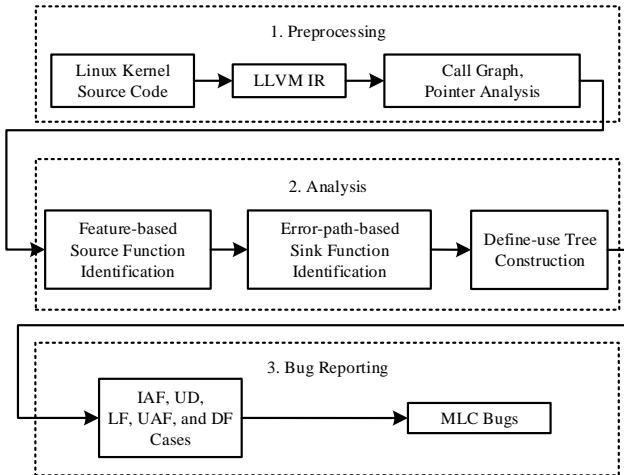 1. Preprocessing
Linux Kernel
Source Code
LLVM IR
Call Graph,
Pointer Analysis
2. Analysis
Feature-based
Source Function
Identification
Error-path-based
Sink Function
Identification
Define-use Tree
Construction
3. Bug Reporting
IAF, UD,
LF, UAF, and DF
Cases
MLC Bugs